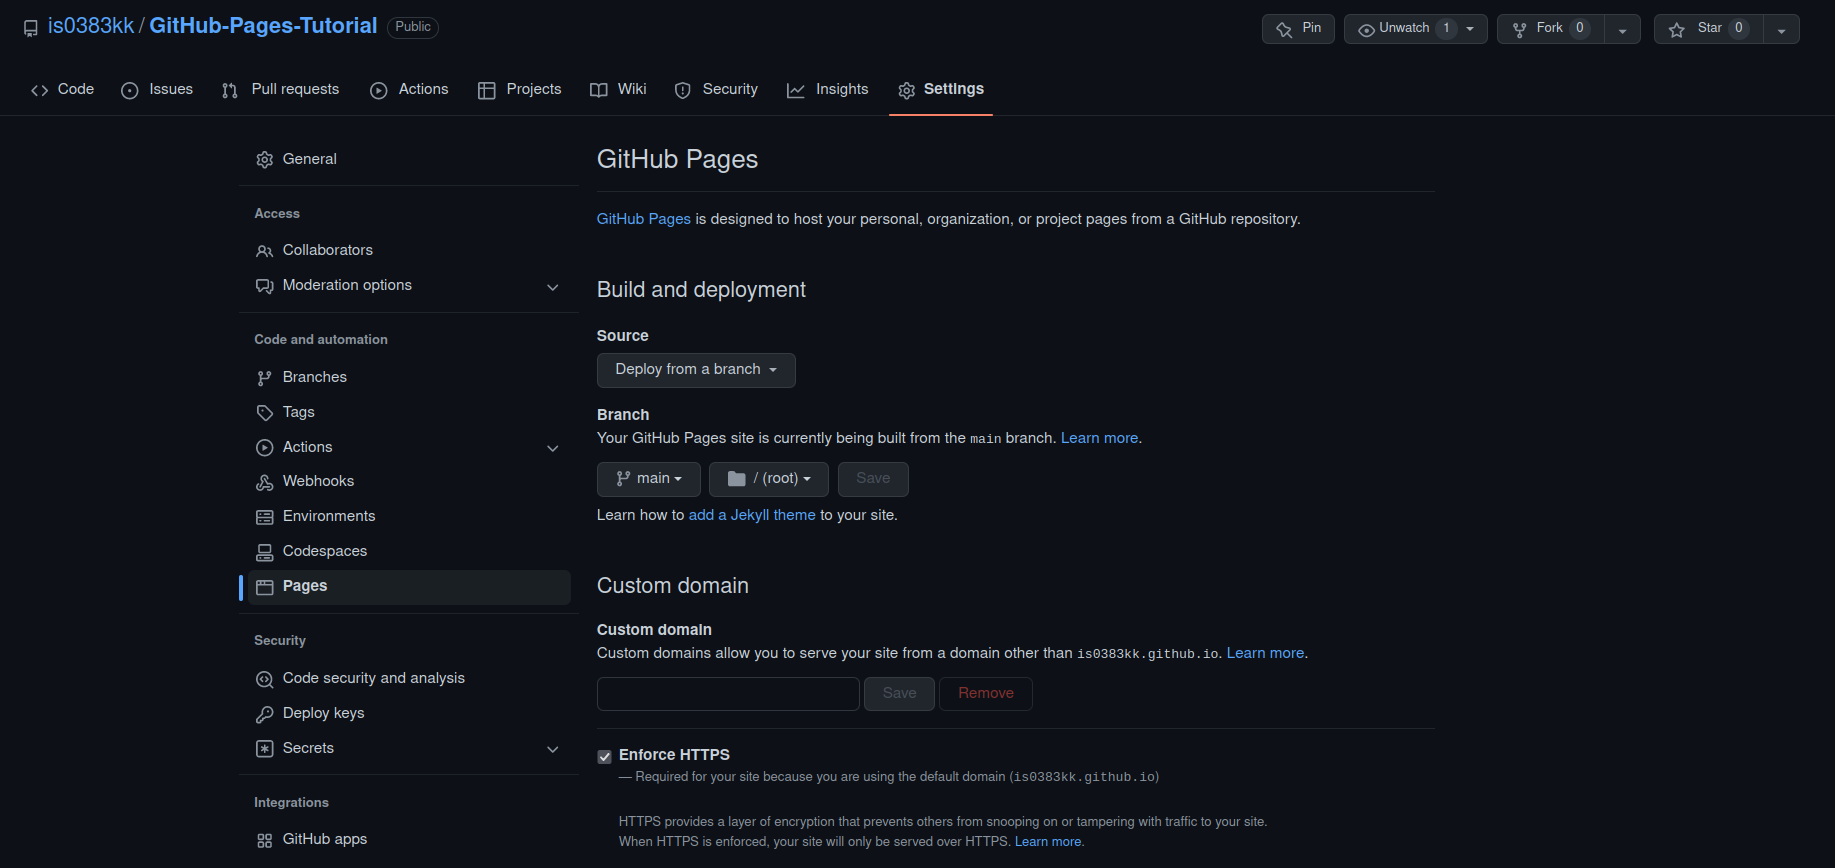 is0383kk / GitHub-Pages-Tutorial Public
Pin Unwatch 1 Fork 0 Star 0
Code Issues Pull requests Actions Projects Wiki Security Insights Settings
General
Access
Collaborators
Moderation options
Code and automation
Branches
Tags
Actions
Webhooks
Environments
Codespaces
Pages
Security
Code security and analysis
Deploy keys
Secrets
Integrations
GitHub apps
GitHub Pages
GitHub Pages is designed to host your personal, organization, or project pages from a GitHub repository.
Build and deployment
Source
Deploy from a branch
Branch
Your GitHub Pages site is currently being built from the main branch. Learn more.
main / (root) Save
Learn how to add a Jekyll theme to your site.
Custom domain
Custom domain
Custom domains allow you to serve your site from a domain other than is0383kk.github.io. Learn more.
Save Remove
Enforce HTTPS
— Required for your site because you are using the default domain (is0383kk.github.io)
HTTPS provides a layer of encryption that prevents others from snooping on or tampering with traffic to your site.
When HTTPS is enforced, your site will only be served over HTTPS. Learn more.